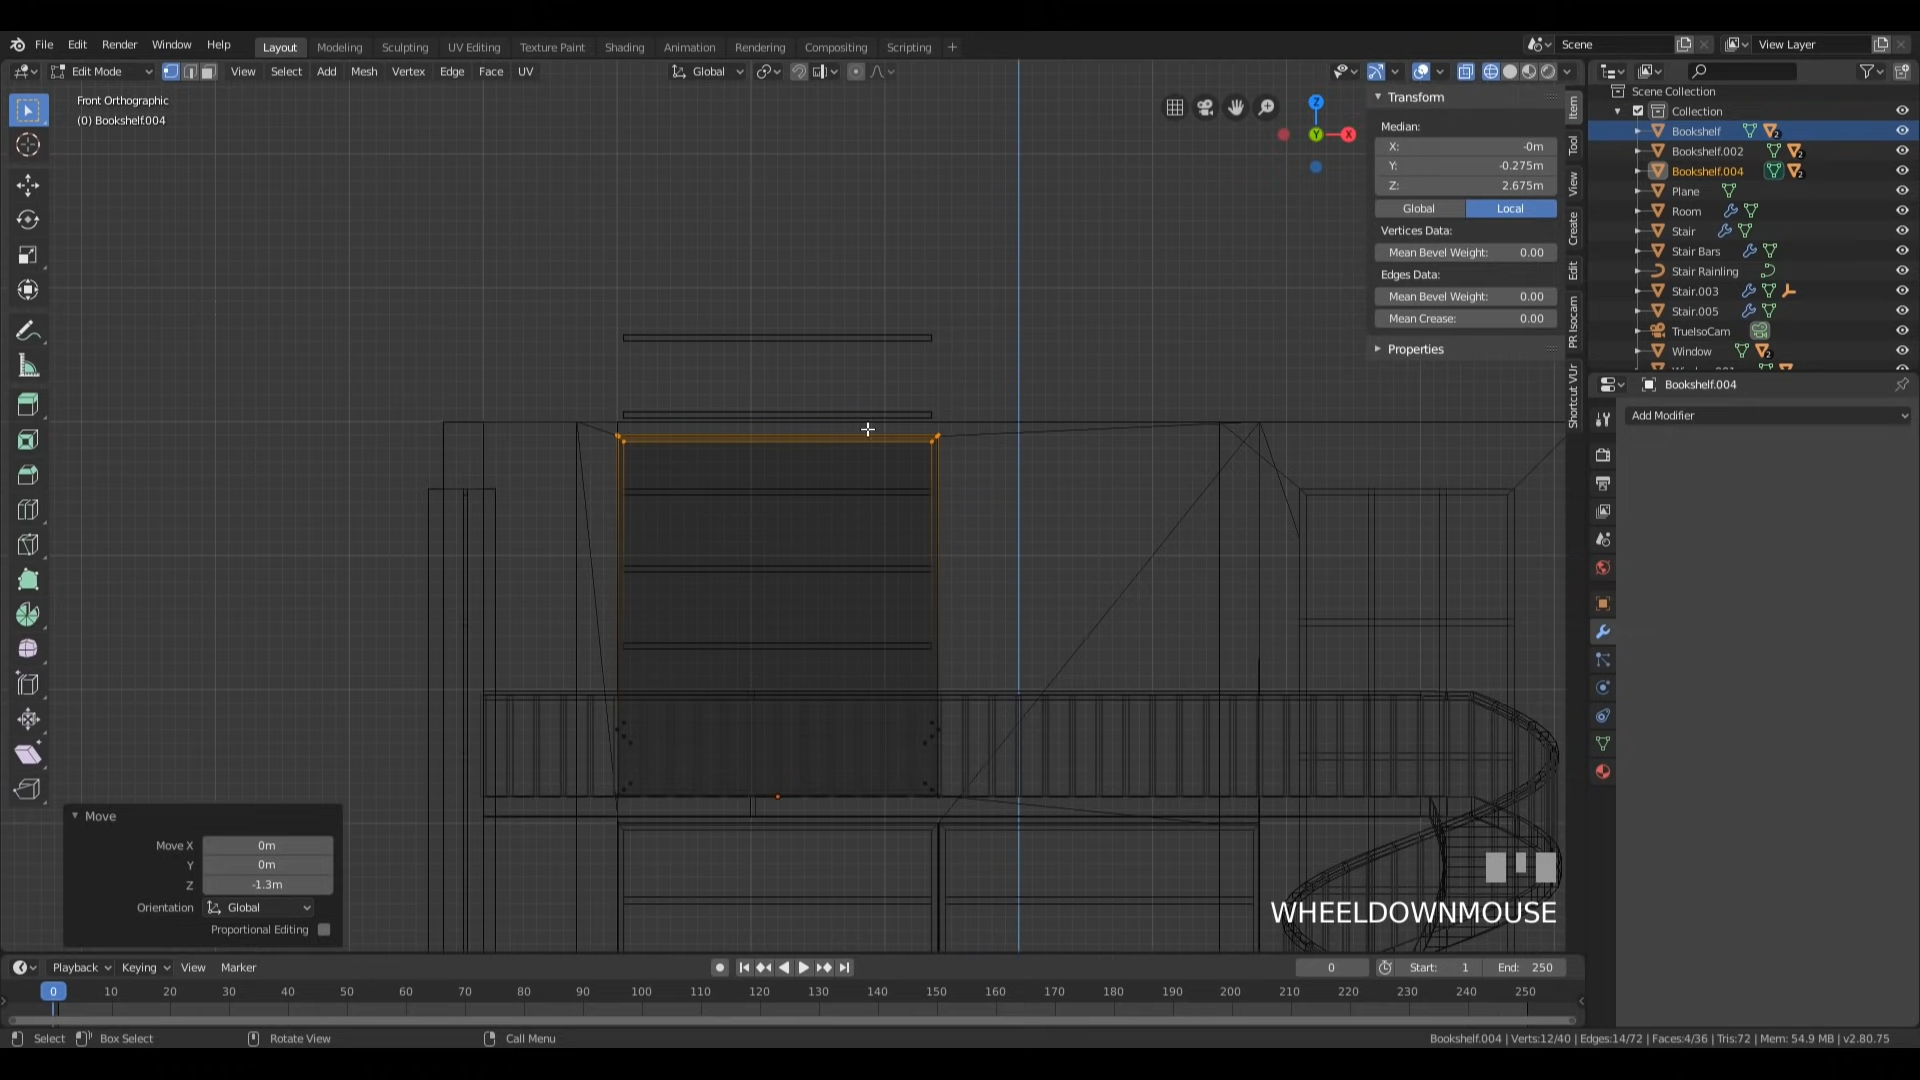 File Edit Render Window Help Layout Modeling Sculpting UV Editing Texture Paint Shading Animation Rendering Compositing Scripting + Scene View Layer
Edit Mode View Select Add Mesh Vertex Edge Face UV Global
Front Orthographic
(0) Bookshelf.004
Z
Y
X
Transform
Median:
X: -0m
Y: -0.275m
Z: 2.675m
Global Local
Vertices Data:
Mean Bevel Weight: 0.00
Edges Data:
Mean Bevel Weight: 0.00
Mean Crease: 0.00
Properties
Item
Tool
View
Create
Edit
PR Isocam
Shortcut VUr
Scene Collection
Collection
Bookshelf 2
Bookshelf.002 2
Bookshelf.004 2
Plane
Room
Stair
Stair Bars
Stair Rainling
Stair.003
Stair.005
TrueIsoCam
Window 2
Bookshelf.004
Add Modifier
Move
Move X 0m
Y 0m
Z -1.3m
Orientation Global
Proportional Editing
WHEELDOWNMOUSE
Playback Keying View Marker 0 Start: 1 End: 250
0 10 20 30 40 50 60 70 80 90 100 110 120 130 140 150 160 170 180 190 200 210 220 230 240 250
Select Box Select Rotate View Call Menu Bookshelf.004 | Verts:12/40 | Edges:14/72 | Faces:4/36 | Tris:72 | Mem: 54.9 MB | v2.80.75